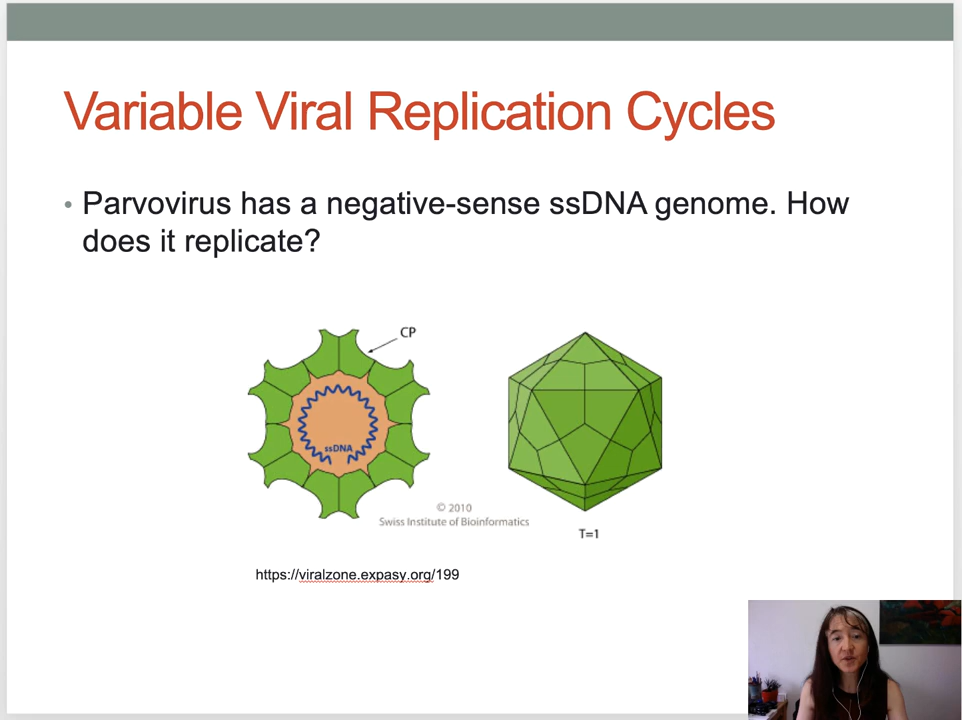 Variable Viral Replication Cycles
• Parvovirus has a negative-sense ssDNA genome. How
does it replicate?
CP
ssDNA
© 2010
Swiss Institute of Bioinformatics
T=1
https://viralzone.expasy.org/199